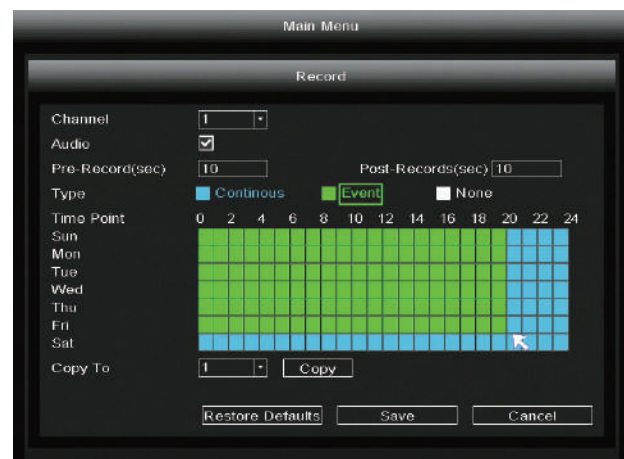 Main Menu
Record
Channel 1
Audio
Pre-Record(sec) 10 Post-Records(sec) 10
Type Continous Event None
Time Point 0 2 4 6 8 10 12 14 16 18 20 22 24
Sun
Mon
Tue
Wed
Thu
Fri
Sat
Copy To 1 Copy
Restore Defaults Save Cancel